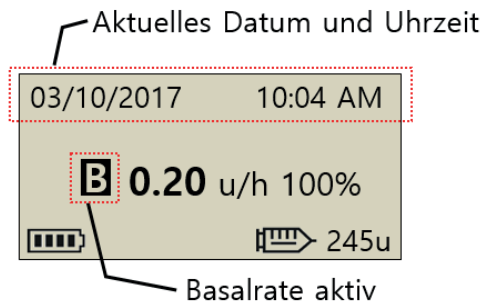 Aktuelles Datum und Uhrzeit
03/10/2017 10:04 AM
B 0.20 u/h 100%
245u
Basalrate aktiv